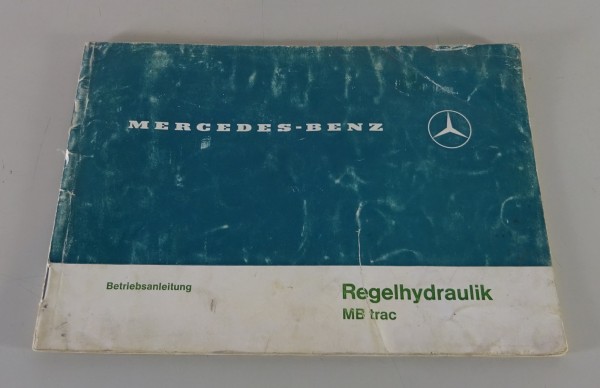 MERCEDES-BENZ
Betriebsanleitung
Regelhydraulik
MB trac